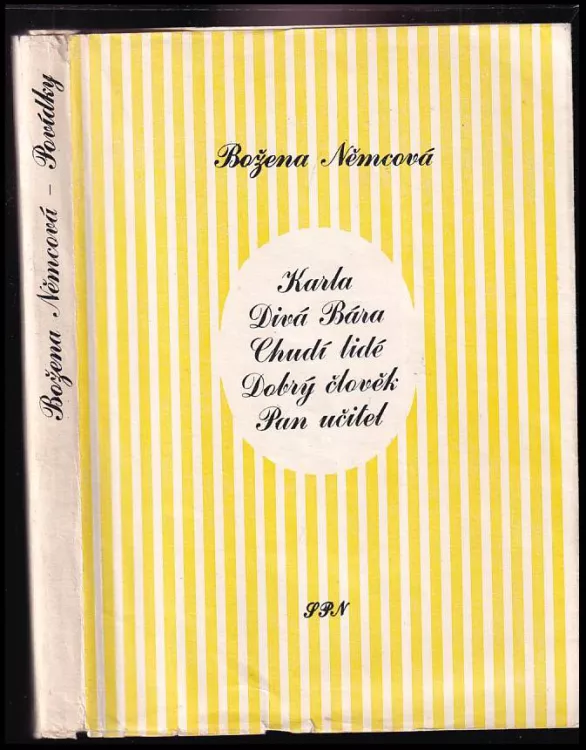 Božena Němcová – Povídky
Božena Němcová
Karla
Divá Bára
Chudí lidé
Dobrý člověk
Pan učitel
SPN